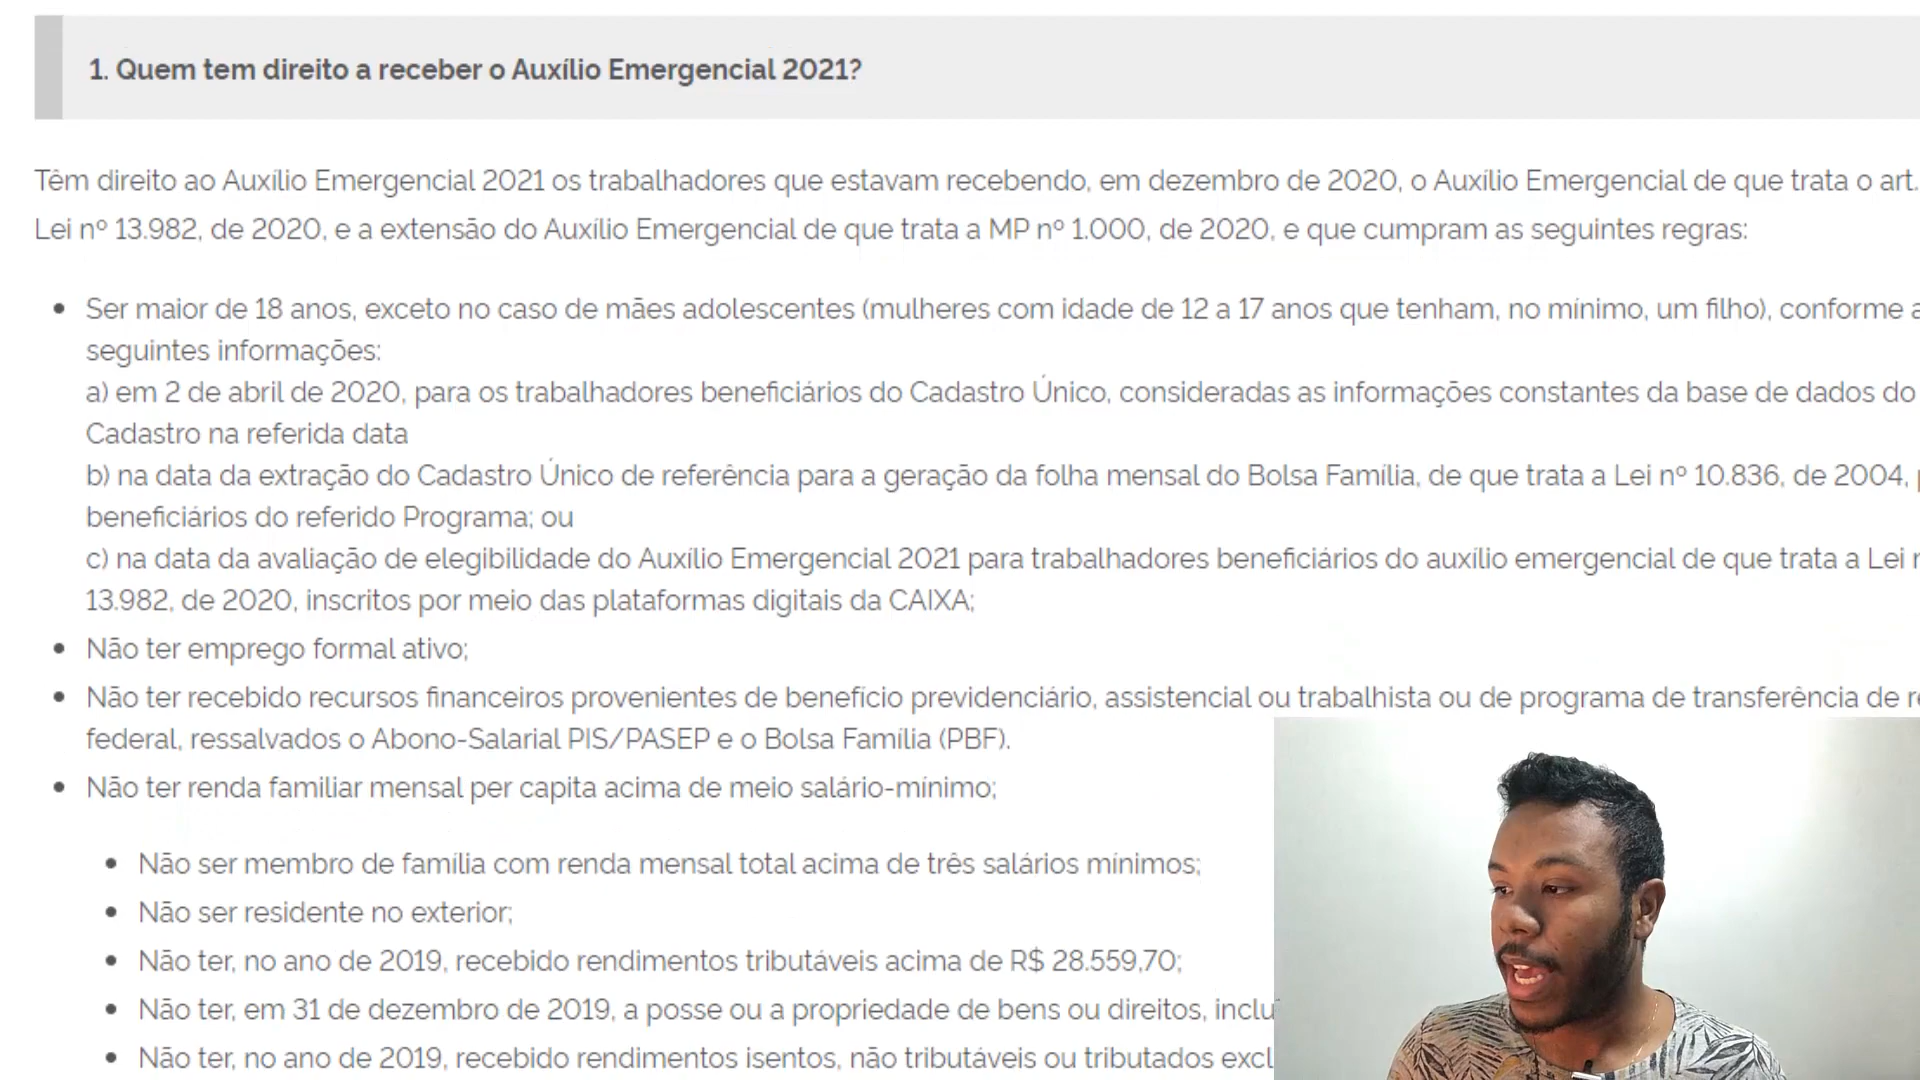 1. Quem tem direito a receber o Auxílio Emergencial 2021?
Têm direito ao Auxílio Emergencial 2021 os trabalhadores que estavam recebendo, em dezembro de 2020, o Auxílio Emergencial de que trata o art.
Lei nº 13.982, de 2020, e a extensão do Auxílio Emergencial de que trata a MP nº 1.000, de 2020, e que cumpram as seguintes regras:
• Ser maior de 18 anos, exceto no caso de mães adolescentes (mulheres com idade de 12 a 17 anos que tenham, no mínimo, um filho), conforme
seguintes informações:
a) em 2 de abril de 2020, para os trabalhadores beneficiários do Cadastro Único, consideradas as informações constantes da base de dados do
Cadastro na referida data
b) na data da extração do Cadastro Único de referência para a geração da folha mensal do Bolsa Família, de que trata a Lei nº 10.836, de 2004,
beneficiários do referido Programa; ou
c) na data da avaliação de elegibilidade do Auxílio Emergencial 2021 para trabalhadores beneficiários do auxílio emergencial de que trata a Lei
13.982, de 2020, inscritos por meio das plataformas digitais da CAIXA;
• Não ter emprego formal ativo;
• Não ter recebido recursos financeiros provenientes de benefício previdenciário, assistencial ou trabalhista ou de programa de transferência de
federal, ressalvados o Abono-Salarial PIS/PASEP e o Bolsa Família (PBF).
• Não ter renda familiar mensal per capita acima de meio salário-mínimo;
• Não ser membro de família com renda mensal total acima de três salários mínimos;
• Não ser residente no exterior;
• Não ter, no ano de 2019, recebido rendimentos tributáveis acima de R$ 28.559,70;
• Não ter, em 31 de dezembro de 2019, a posse ou a propriedade de bens ou direitos,
• Não ter, no ano de 2019, recebido rendimentos isentos, não tributáveis ou tributados